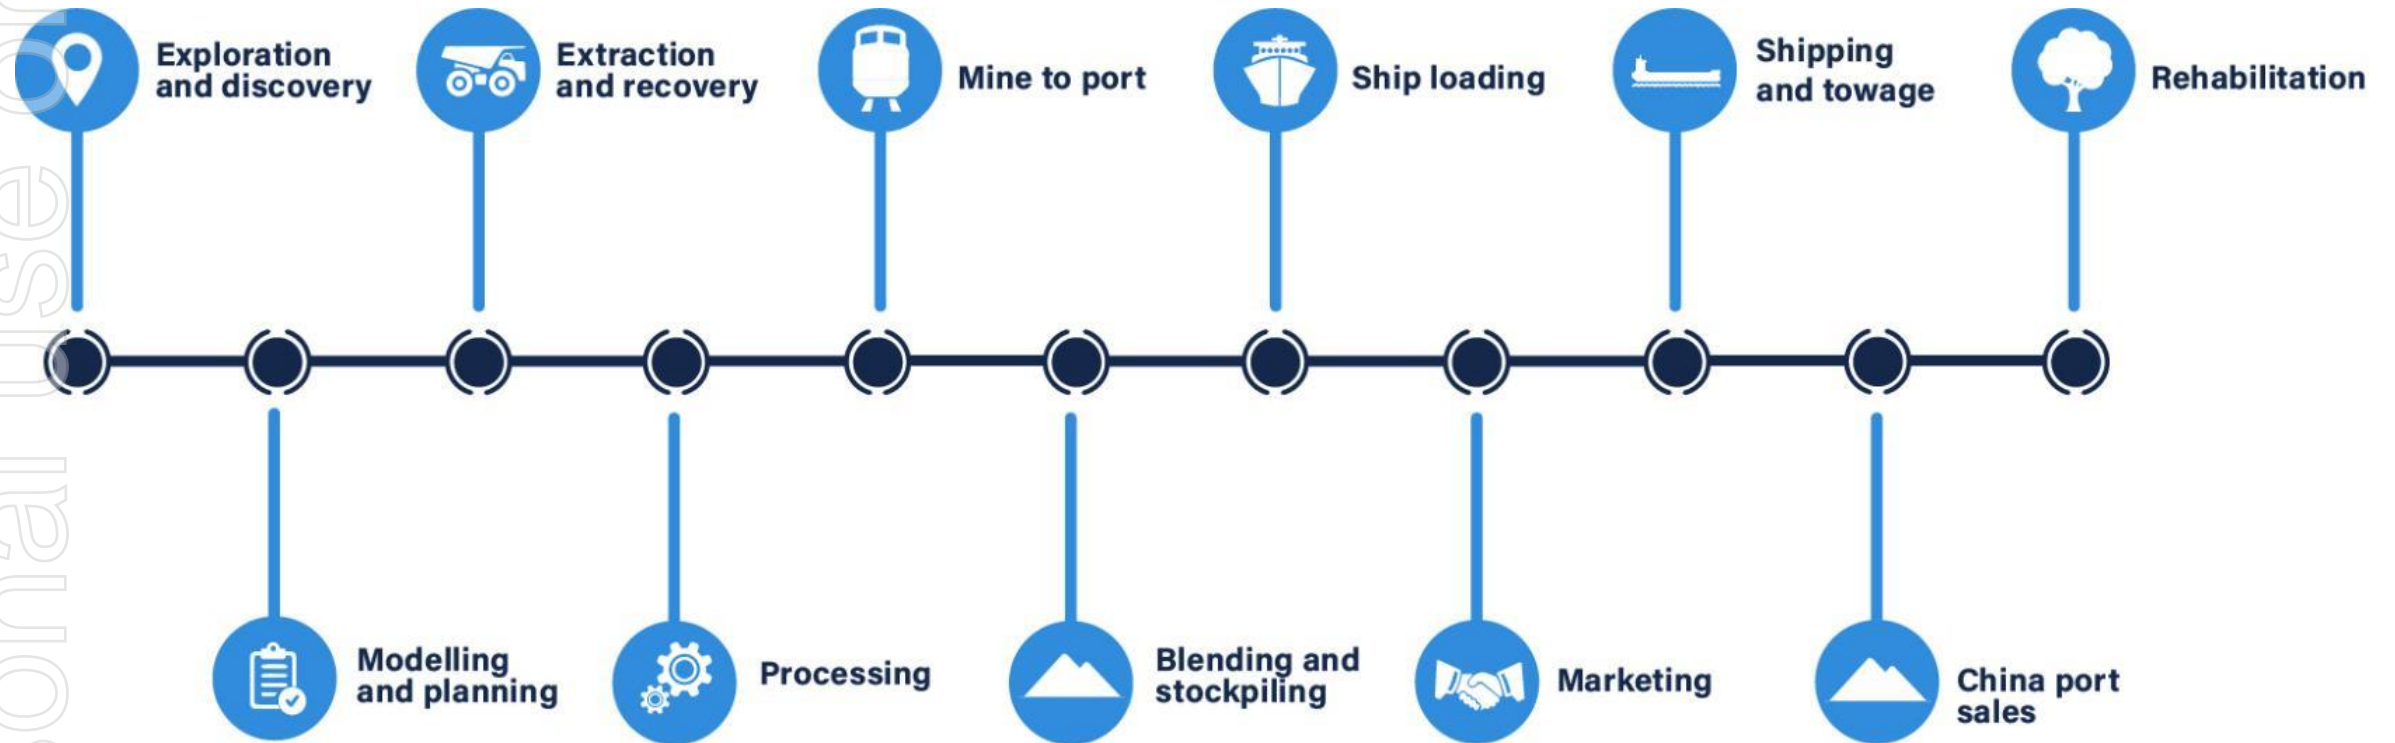 Exploration
and discovery
Extraction
and recovery
Mine to port
Ship loading
Shipping
and towage
Rehabilitation
Modelling
and planning
Processing
Blending and
stockpiling
Marketing
China port
sales
use